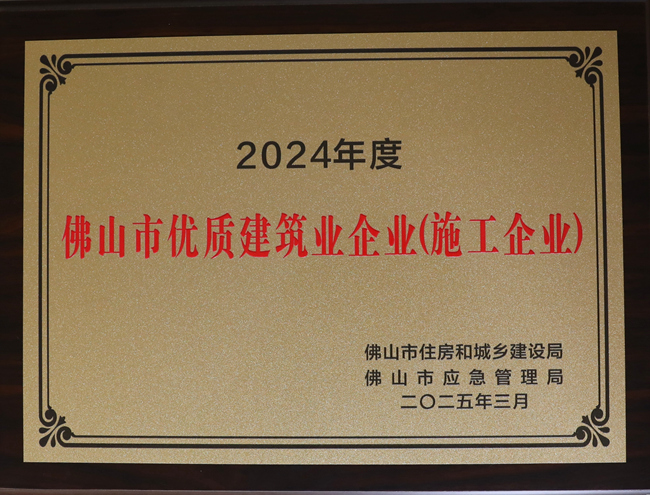 2024年度
佛山市优质建筑业企业(施工企业)
佛山市住房和城乡建设局
佛山市应急管理局
二〇二五年三月